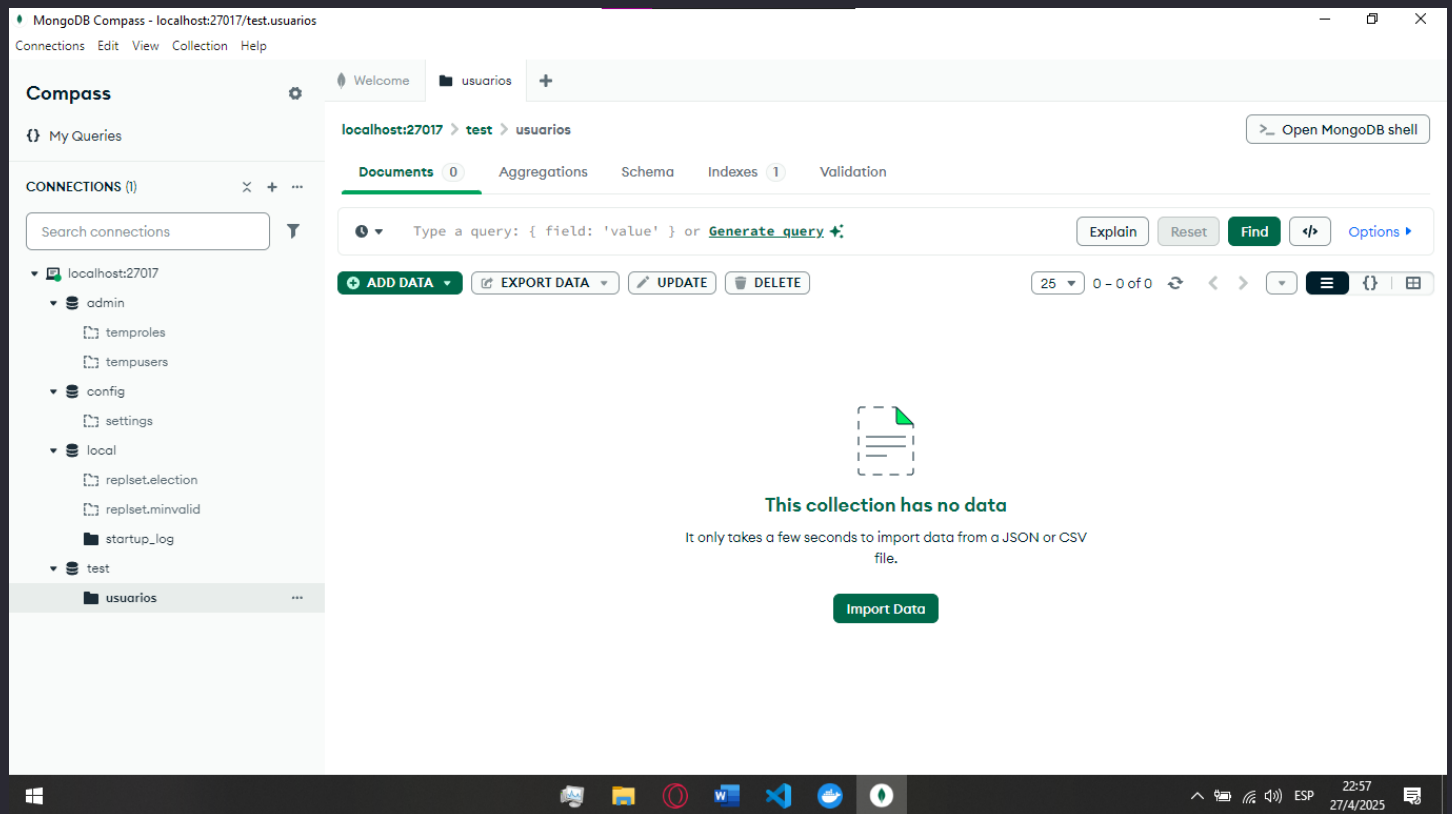 MongoDB Compass - localhost:27017/test.usuarios
Connections Edit View Collection Help
Compass
{} My Queries
CONNECTIONS (1)
Search connections
localhost:27017
admin
temproles
tempusers
config
settings
local
replset.election
replset.minvalid
startup_log
test
usuarios
Welcome
usuarios
localhost:27017 > test > usuarios
>_ Open MongoDB shell
Documents 0 Aggregations Schema Indexes 1 Validation
Type a query: { field: 'value' } or Generate query
Explain Reset Find </> Options
ADD DATA EXPORT DATA UPDATE DELETE
25 0 – 0 of 0 {}
This collection has no data
It only takes a few seconds to import data from a JSON or CSV
file.
Import Data
ESP
22:57
27/4/2025